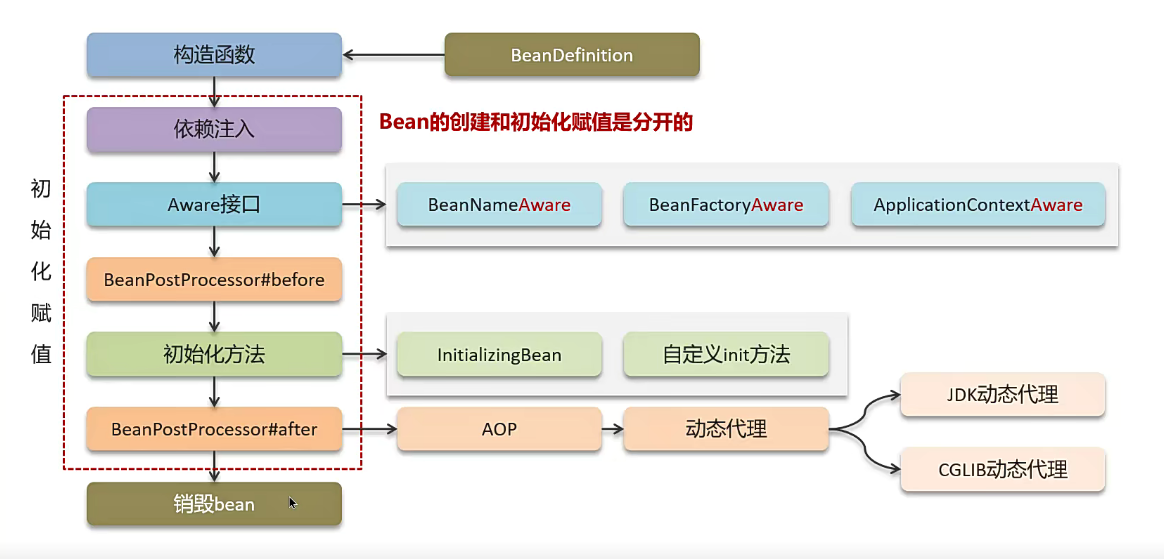 构造函数
BeanDefinition
依赖注入
Bean的创建和初始化赋值是分开的
初始化赋值
Aware接口
BeanNameAware
BeanFactoryAware
ApplicationContextAware
BeanPostProcessor#before
初始化方法
InitializingBean
自定义init方法
BeanPostProcessor#after
AOP
动态代理
JDK动态代理
CGLIB动态代理
销毁bean